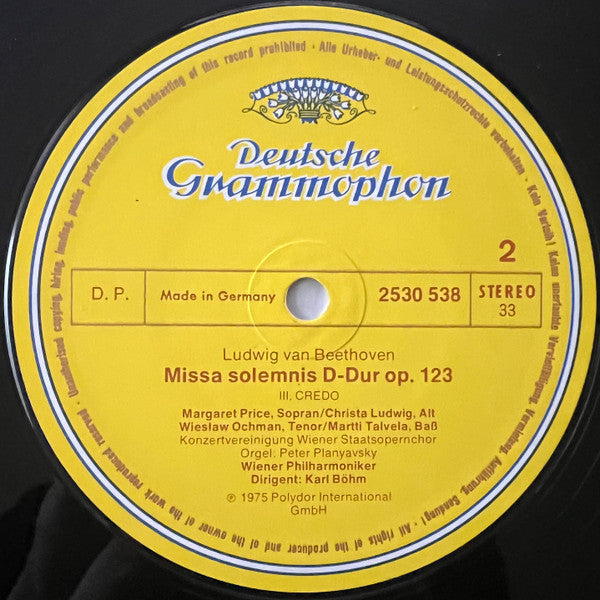 Deutsche
Grammophon
2
D. P.
Made in Germany
2530 538
STEREO
33
Ludwig van Beethoven
Missa solemnis D-Dur op. 123
III, CREDO
Margaret Price, Sopran/Christa Ludwig, Alt
Wiesław Ochman, Tenor/Martti Talvela, Baß
Konzertvereinigung Wiener Staatsopernchor
Orgel: Peter Planyavsky
Wiener Philharmoniker
Dirigent: Karl Böhm
℗ 1975 Polydor International
GmbH
Alle Urheber- und Leistungsschutzrechte vorbehalten · Kein Verleih! Keine unerlaubte Vervielfältigung, Vermietung, Aufführung, Sendung! · All rights of the producer and of the owner of the work reproduced reserved · Unauthorised copying, hiring, lending, public performance and broadcasting of this record prohibited ·